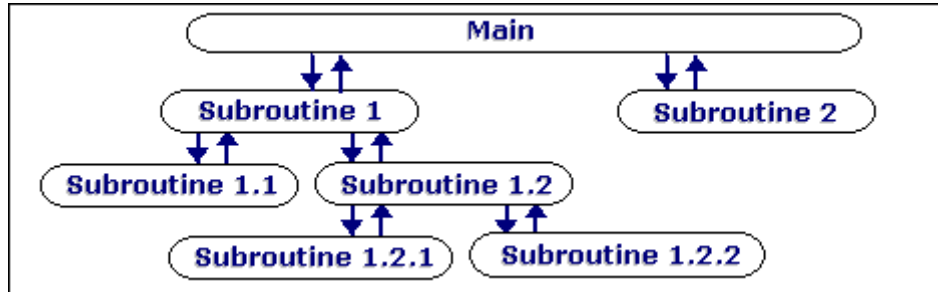 Main
Subroutine 1
Subroutine 2
Subroutine 1.1
Subroutine 1.2
Subroutine 1.2.1
Subroutine 1.2.2